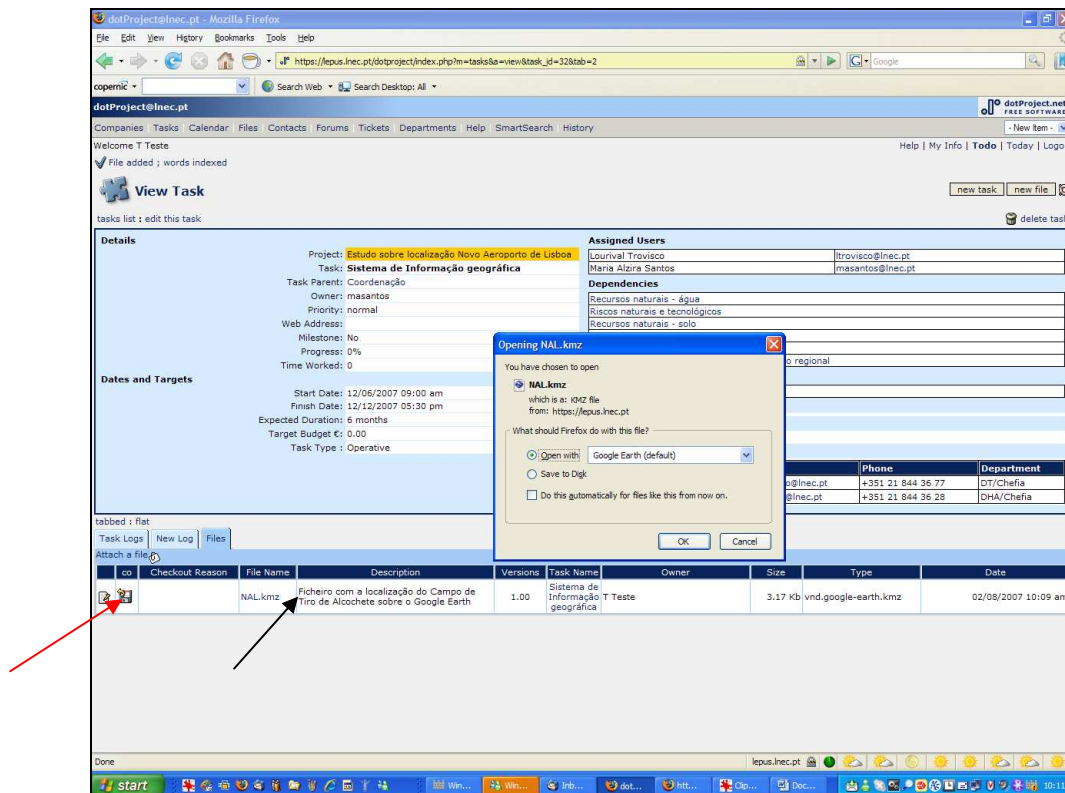 dotProject@lnec.pt - Mozilla Firefox
File Edit View History Bookmarks Tools Help
https://lepus.lnec.pt/dotproject/index.php?m=tasks&a=view&task_id=32&tab=2
Google
copernic Search Web Search Desktop: All
dotProject@lnec.pt
dotProject.net
FREE SOFTWARE
Companies Tasks Calendar Files Contacts Forums Tickets Departments Help SmartSearch History
- New Item -
Welcome T Teste
Help | My Info | Todo | Today | Logo
File added ; words indexed
View Task
new task new file
tasks list : edit this task
delete tas
Details
Project: Estudo sobre localização Novo Aeroporto de Lisboa
Task: Sistema de Informação geográfica
Task Parent: Coordenação
Owner: masantos
Priority: normal
Web Address:
Milestone: No
Progress: 0%
Time Worked: 0
Dates and Targets
Start Date: 12/06/2007 09:00 am
Finish Date: 12/12/2007 05:30 pm
Expected Duration: 6 months
Target Budget €: 0.00
Task Type : Operative
Assigned Users
Lourival Trovisco ltrovisco@lnec.pt
Maria Alzira Santos masantos@lnec.pt
Dependencies
Recursos naturais - água
Riscos naturais e tecnológicos
Recursos naturais - solo
o regional
Phone Department
o@lnec.pt +351 21 844 36 77 DT/Chefia
@lnec.pt +351 21 844 36 28 DHA/Chefia
Opening NAL.kmz
You have chosen to open
NAL.kmz
which is a: KMZ file
from: https://lepus.lnec.pt
What should Firefox do with this file?
Open with Google Earth (default)
Save to Disk
Do this automatically for files like this from now on.
OK Cancel
tabbed : flat
Task Logs New Log Files
Attach a file
co Checkout Reason File Name Description Versions Task Name Owner Size Type Date
NAL.kmz Ficheiro com a localização do Campo de Tiro de Alcochete sobre o Google Earth 1.00 Sistema de Informação geográfica T Teste 3.17 Kb vnd.google-earth.kmz 02/08/2007 10:09 am
Done
lepus.lnec.pt
start
Win... Win... Inb... dot... htt... Clip... Doc...
10:11